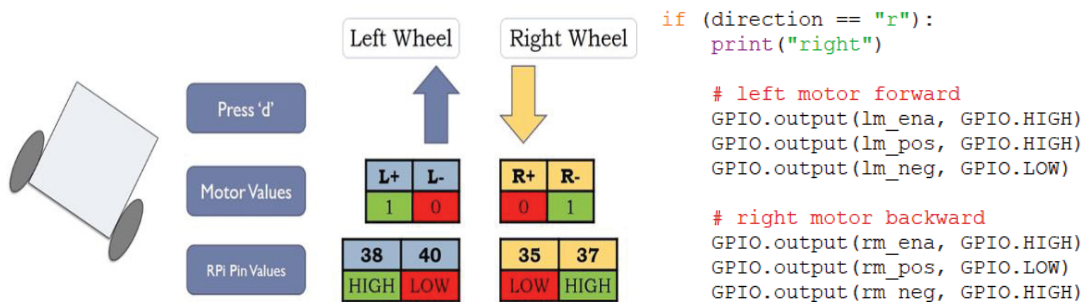 Left Wheel Right Wheel
Press 'd'
Motor Values
L+ L- R+ R-
1 0 0 1
RPi Pin Values
38 40 35 37
HIGH LOW LOW HIGH
if (direction == "r"):
print("right")
# left motor forward
GPIO.output(lm_ena, GPIO.HIGH)
GPIO.output(lm_pos, GPIO.HIGH)
GPIO.output(lm_neg, GPIO.LOW)
# right motor backward
GPIO.output(rm_ena, GPIO.HIGH)
GPIO.output(rm_pos, GPIO.LOW)
GPIO.output(rm_neg, GPIO.HIGH)